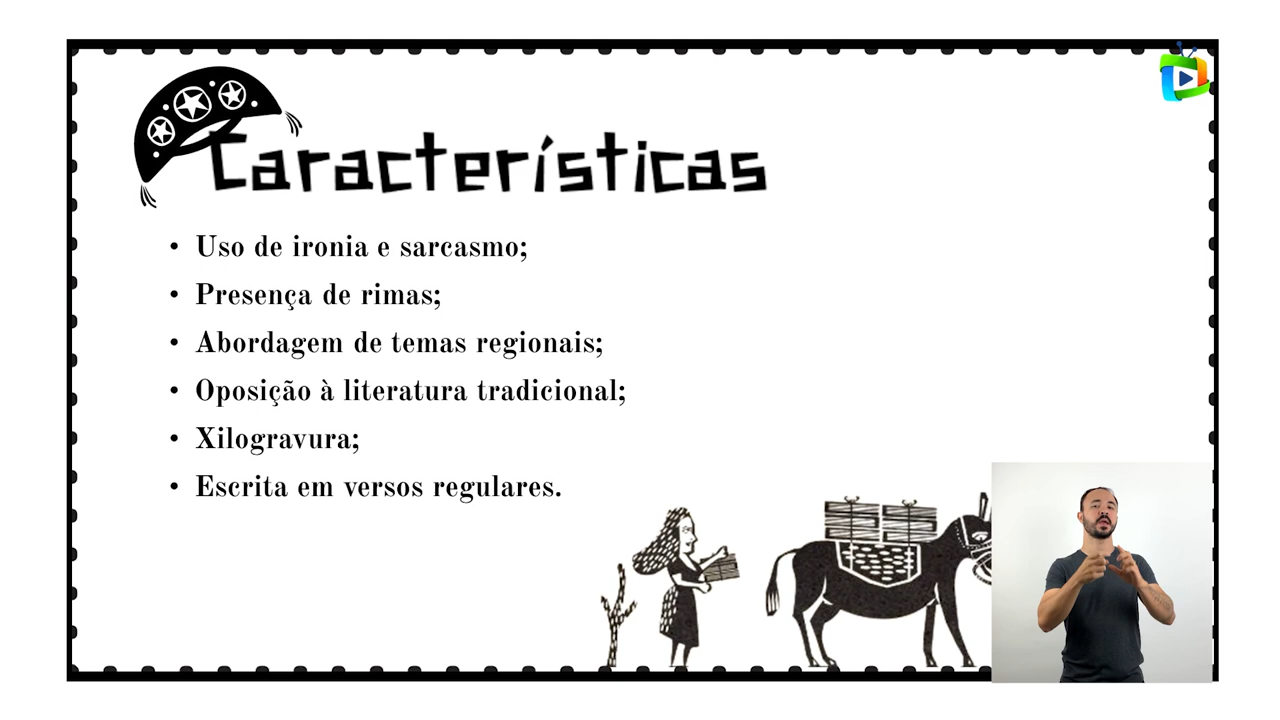 Características
• Uso de ironia e sarcasmo;
• Presença de rimas;
• Abordagem de temas regionais;
• Oposição à literatura tradicional;
• Xilogravura;
• Escrita em versos regulares.